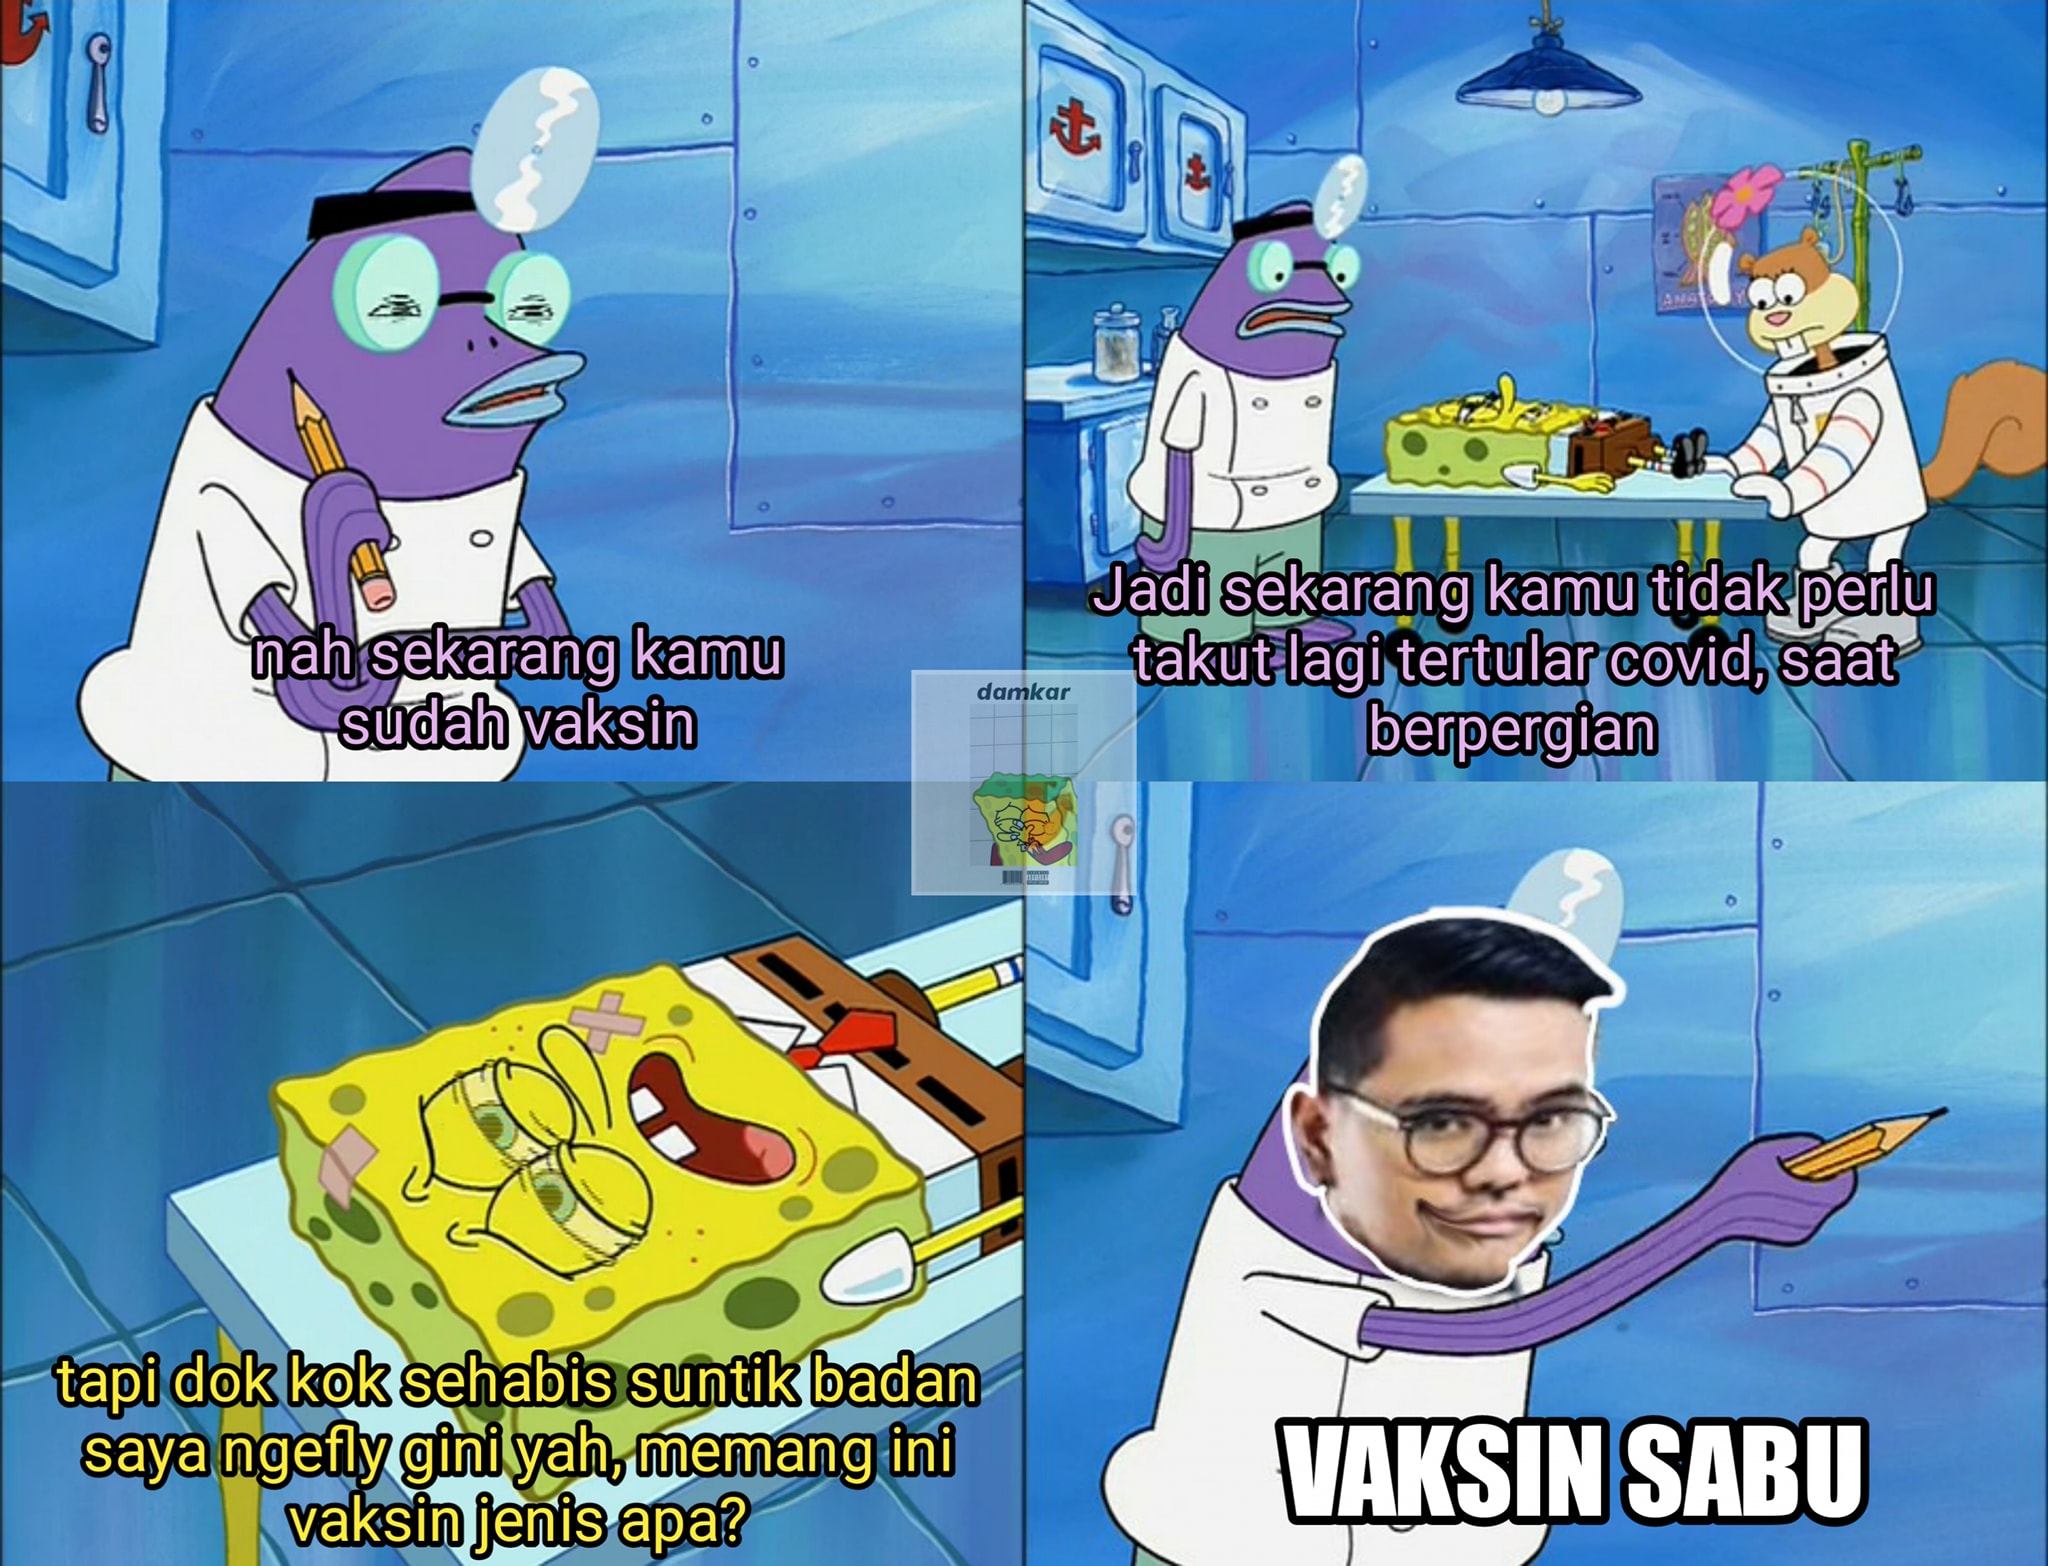 nah sekarang kamu
sudah vaksin
Jadi sekarang kamu tidak perlu
takut lagi tertular covid, saat
berpergian
damkar
tapi dok kok sehabis suntik badan
saya ngefly gini yah, memang ini
vaksin jenis apa?
VAKSIN SABU